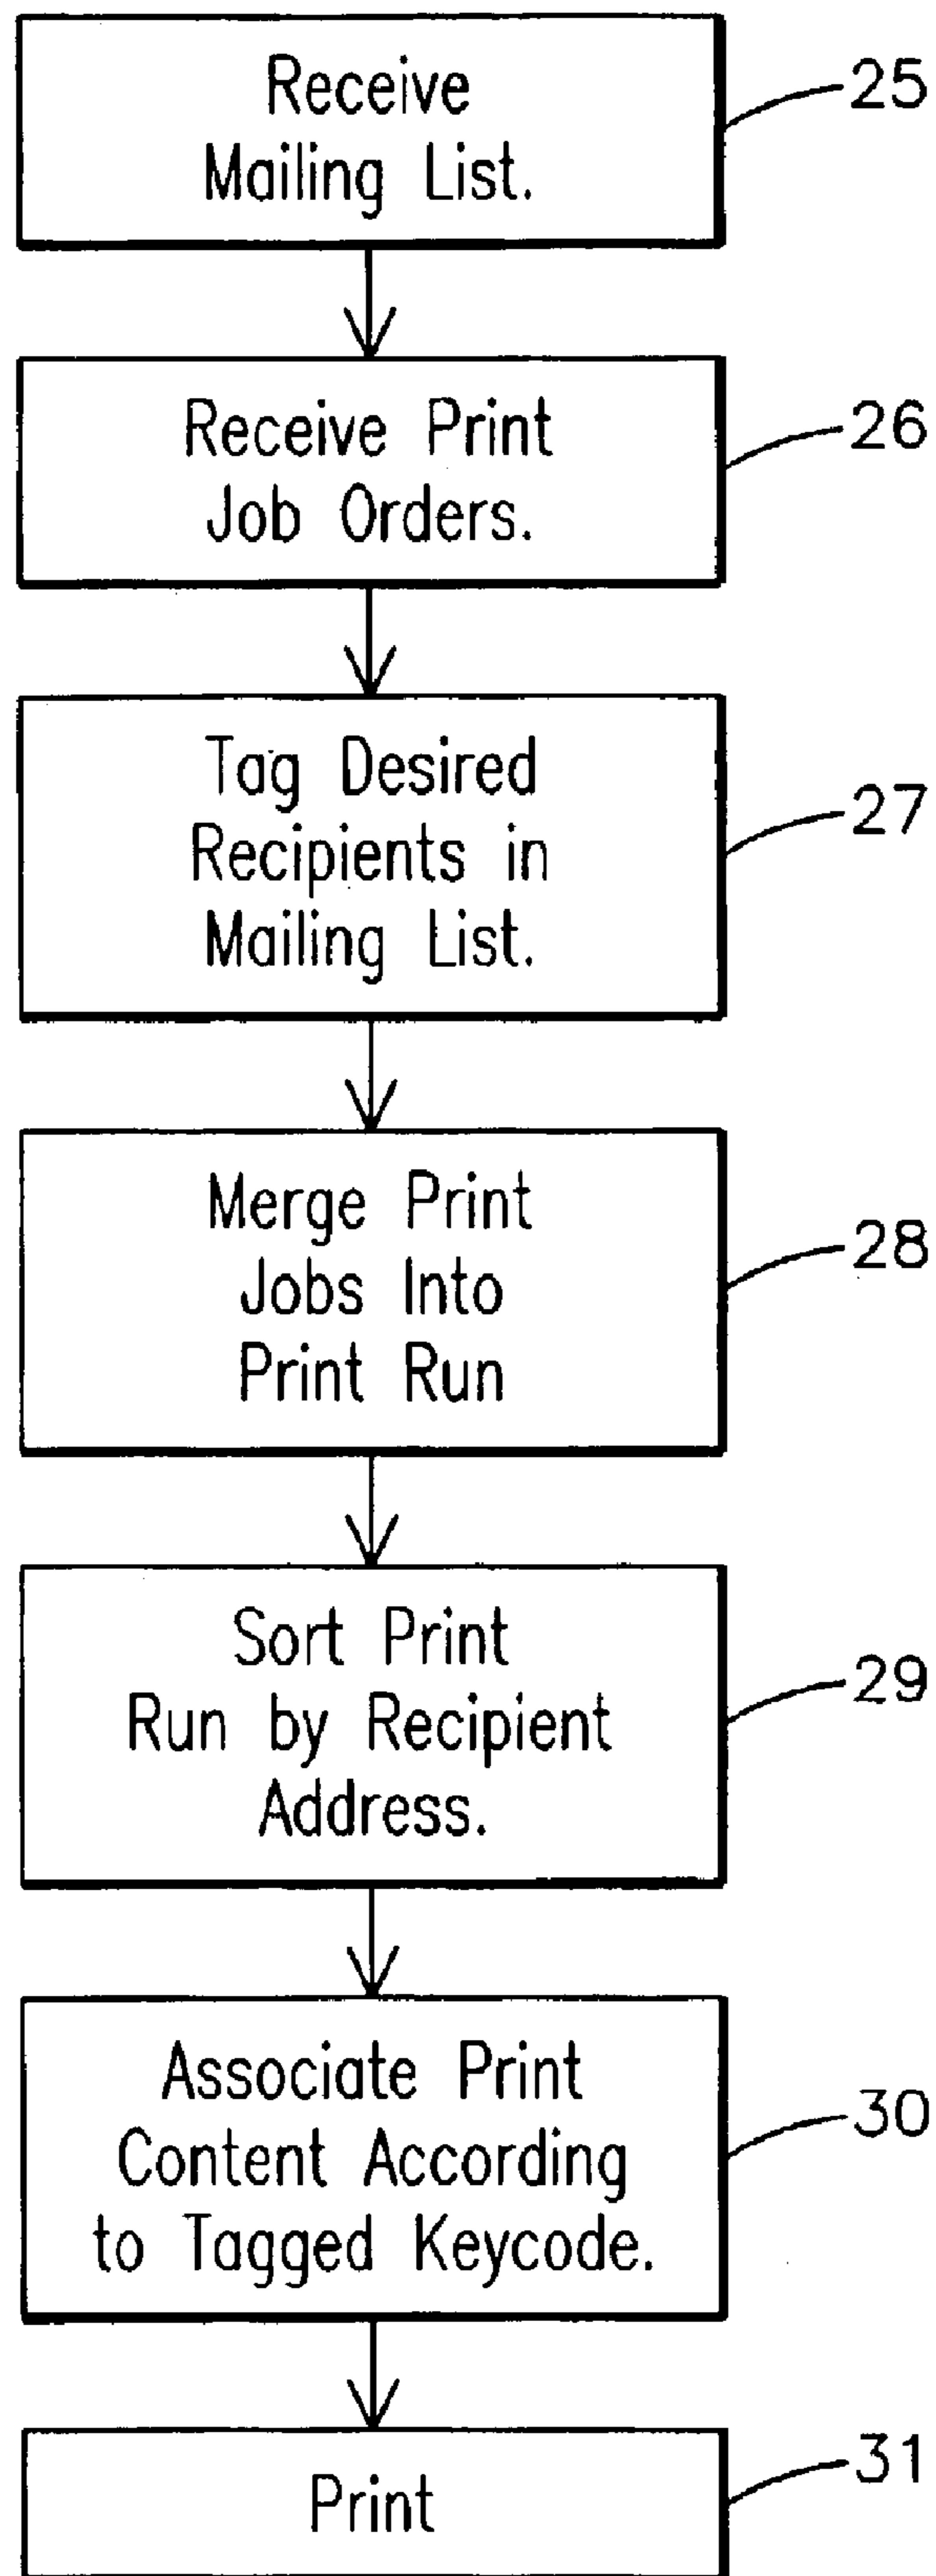 Receive
Mailing List.
25
Receive Print
Job Orders.
26
Tag Desired
Recipients in
Mailing List.
27
Merge Print
Jobs Into
Print Run
28
Sort Print
Run by Recipient
Address.
29
Associate Print
Content According
to Tagged Keycode.
30
Print
31